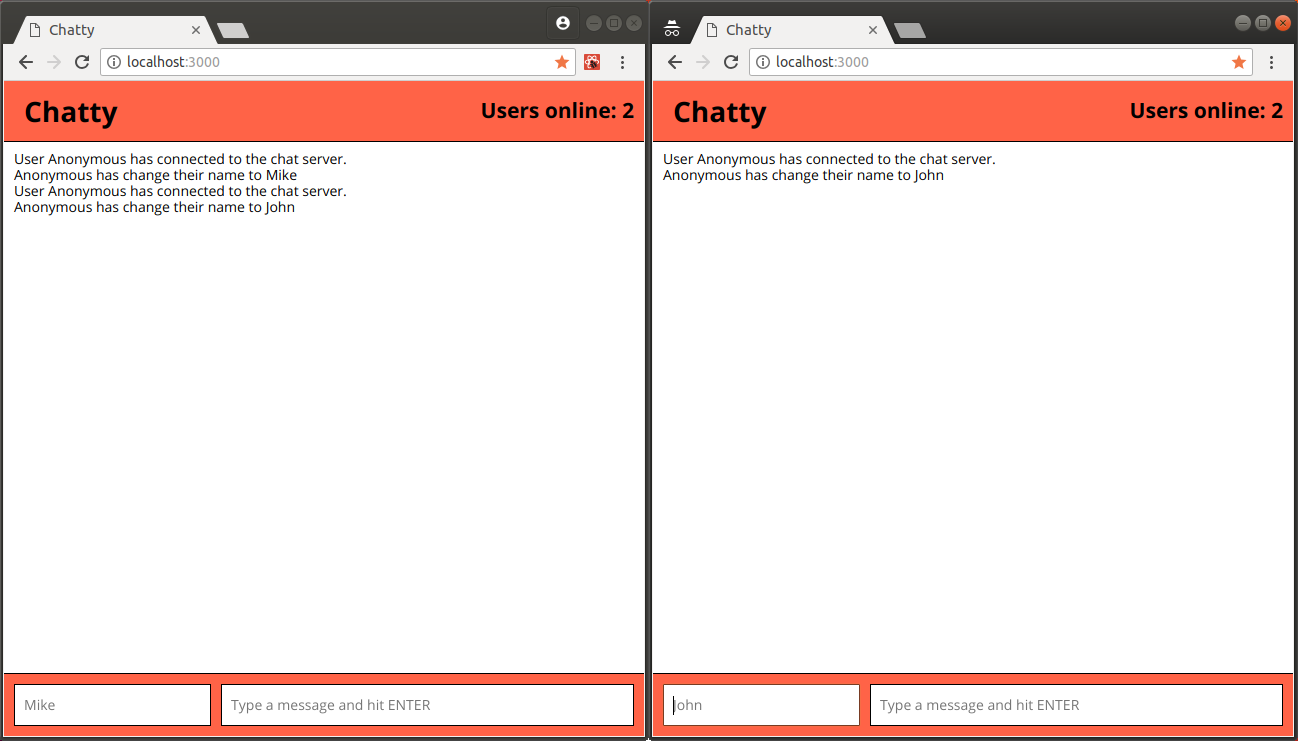 Chatty
localhost:3000
Chatty
Users online: 2
User Anonymous has connected to the chat server.
Anonymous has change their name to Mike
User Anonymous has connected to the chat server.
Anonymous has change their name to John
Mike
Type a message and hit ENTER
Chatty
localhost:3000
Chatty
Users online: 2
User Anonymous has connected to the chat server.
Anonymous has change their name to John
John
Type a message and hit ENTER